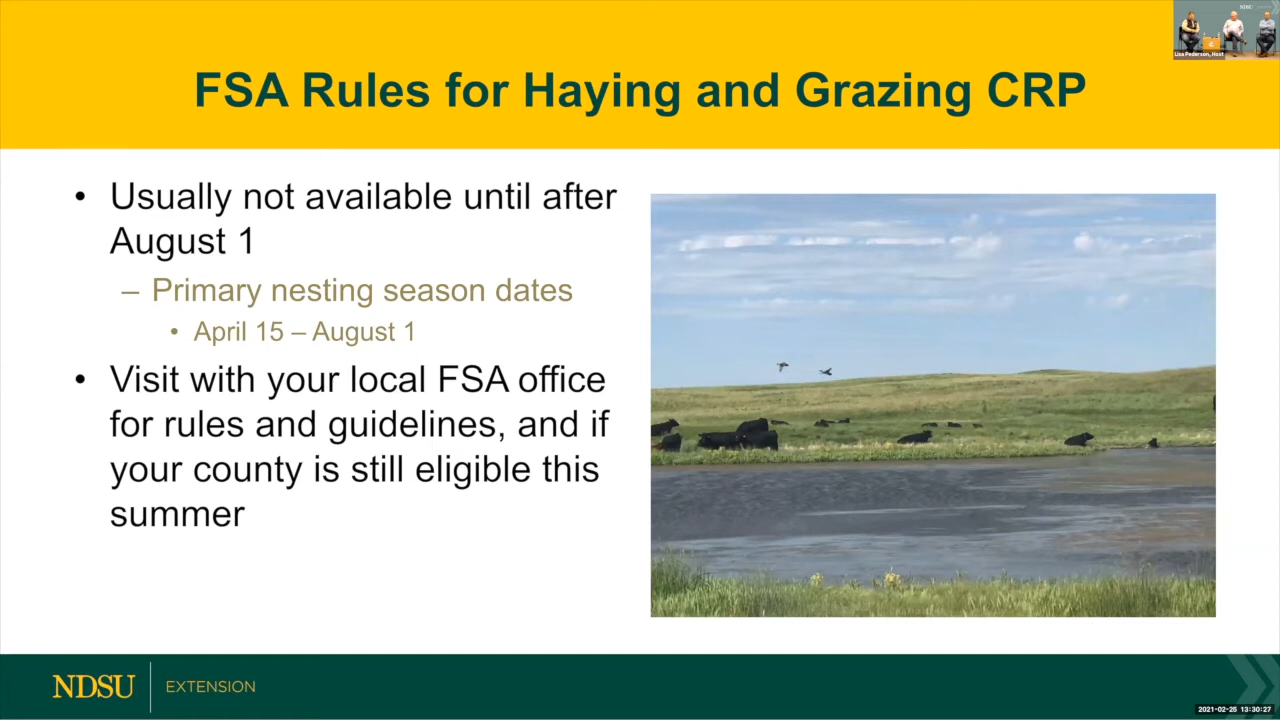 FSA Rules for Haying and Grazing CRP
• Usually not available until after
August 1
– Primary nesting season dates
• April 15 – August 1
• Visit with your local FSA office
for rules and guidelines, and if
your county is still eligible this
summer
NDSU EXTENSION
NDSU
Lisa Pederson, Host
2021-02-25 13:30:27